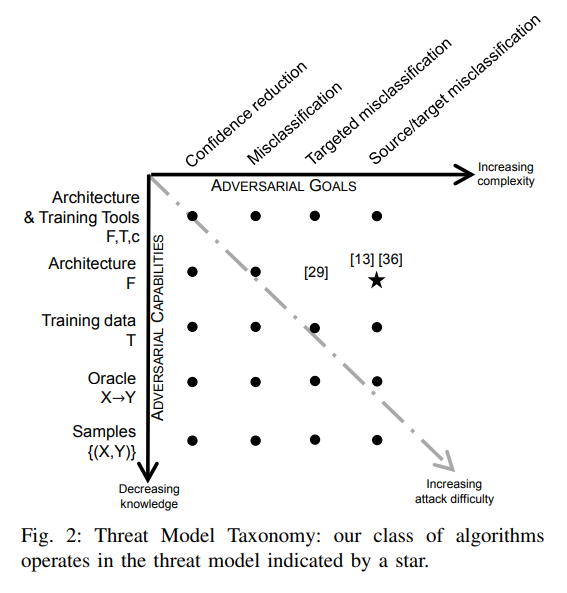 Confidence reduction
Misclassification
Targeted misclassification
Source/target misclassification
Increasing
complexity
ADVERSARIAL GOALS
Architecture
& Training Tools
F,T,c
Architecture
F
[29]
[13] [36]
Training data
T
Oracle
X→Y
Samples
{(X,Y)}
ADVERSARIAL CAPABILITIES
Decreasing
knowledge
Increasing
attack difficulty
Fig. 2: Threat Model Taxonomy: our class of algorithms
operates in the threat model indicated by a star.